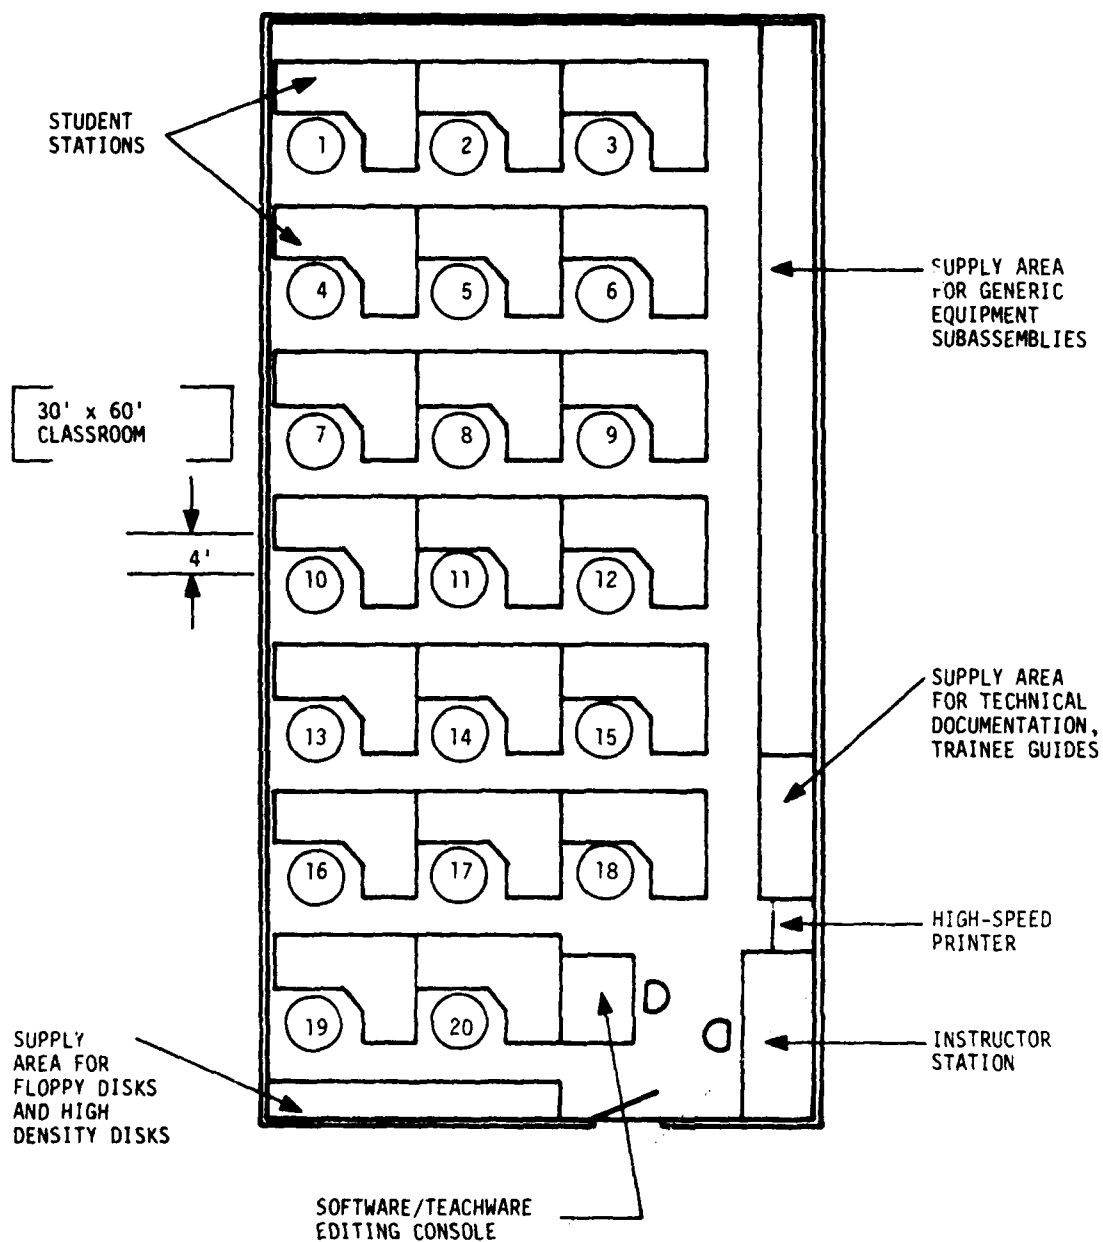 STUDENT
STATIONS
1
2
3
4
5
6
SUPPLY AREA
FOR GENERIC
EQUIPMENT
SUBASSEMBLIES
30' x 60'
CLASSROOM
7
8
9
4'
10
11
12
13
14
15
SUPPLY AREA
FOR TECHNICAL
DOCUMENTATION,
TRAINEE GUIDES
16
17
18
HIGH-SPEED
PRINTER
19
20
SUPPLY
AREA FOR
FLOPPY DISKS
AND HIGH
DENSITY DISKS
INSTRUCTOR
STATION
SOFTWARE/TEACHWARE
EDITING CONSOLE